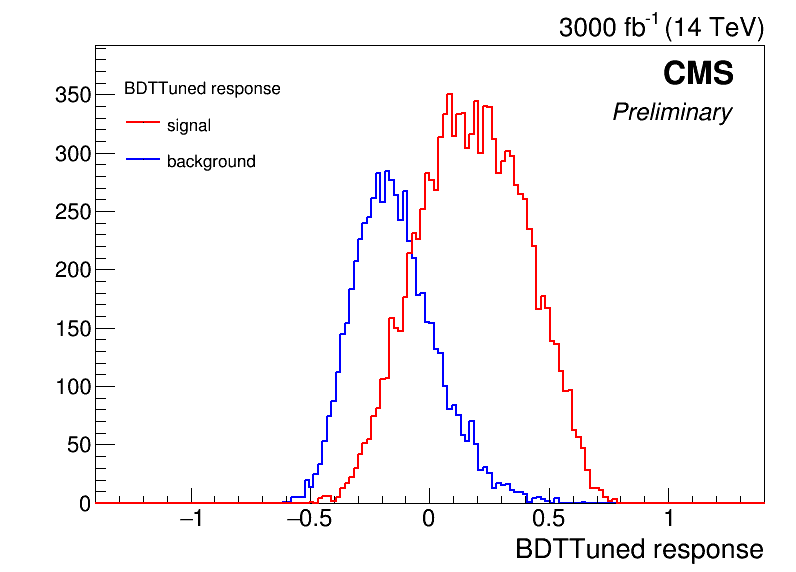 3000 fb-1 (14 TeV)
CMS
Preliminary
BDTTuned response
signal
background
350
300
250
200
150
100
50
0
−1
−0.5
0
0.5
1
BDTTuned response